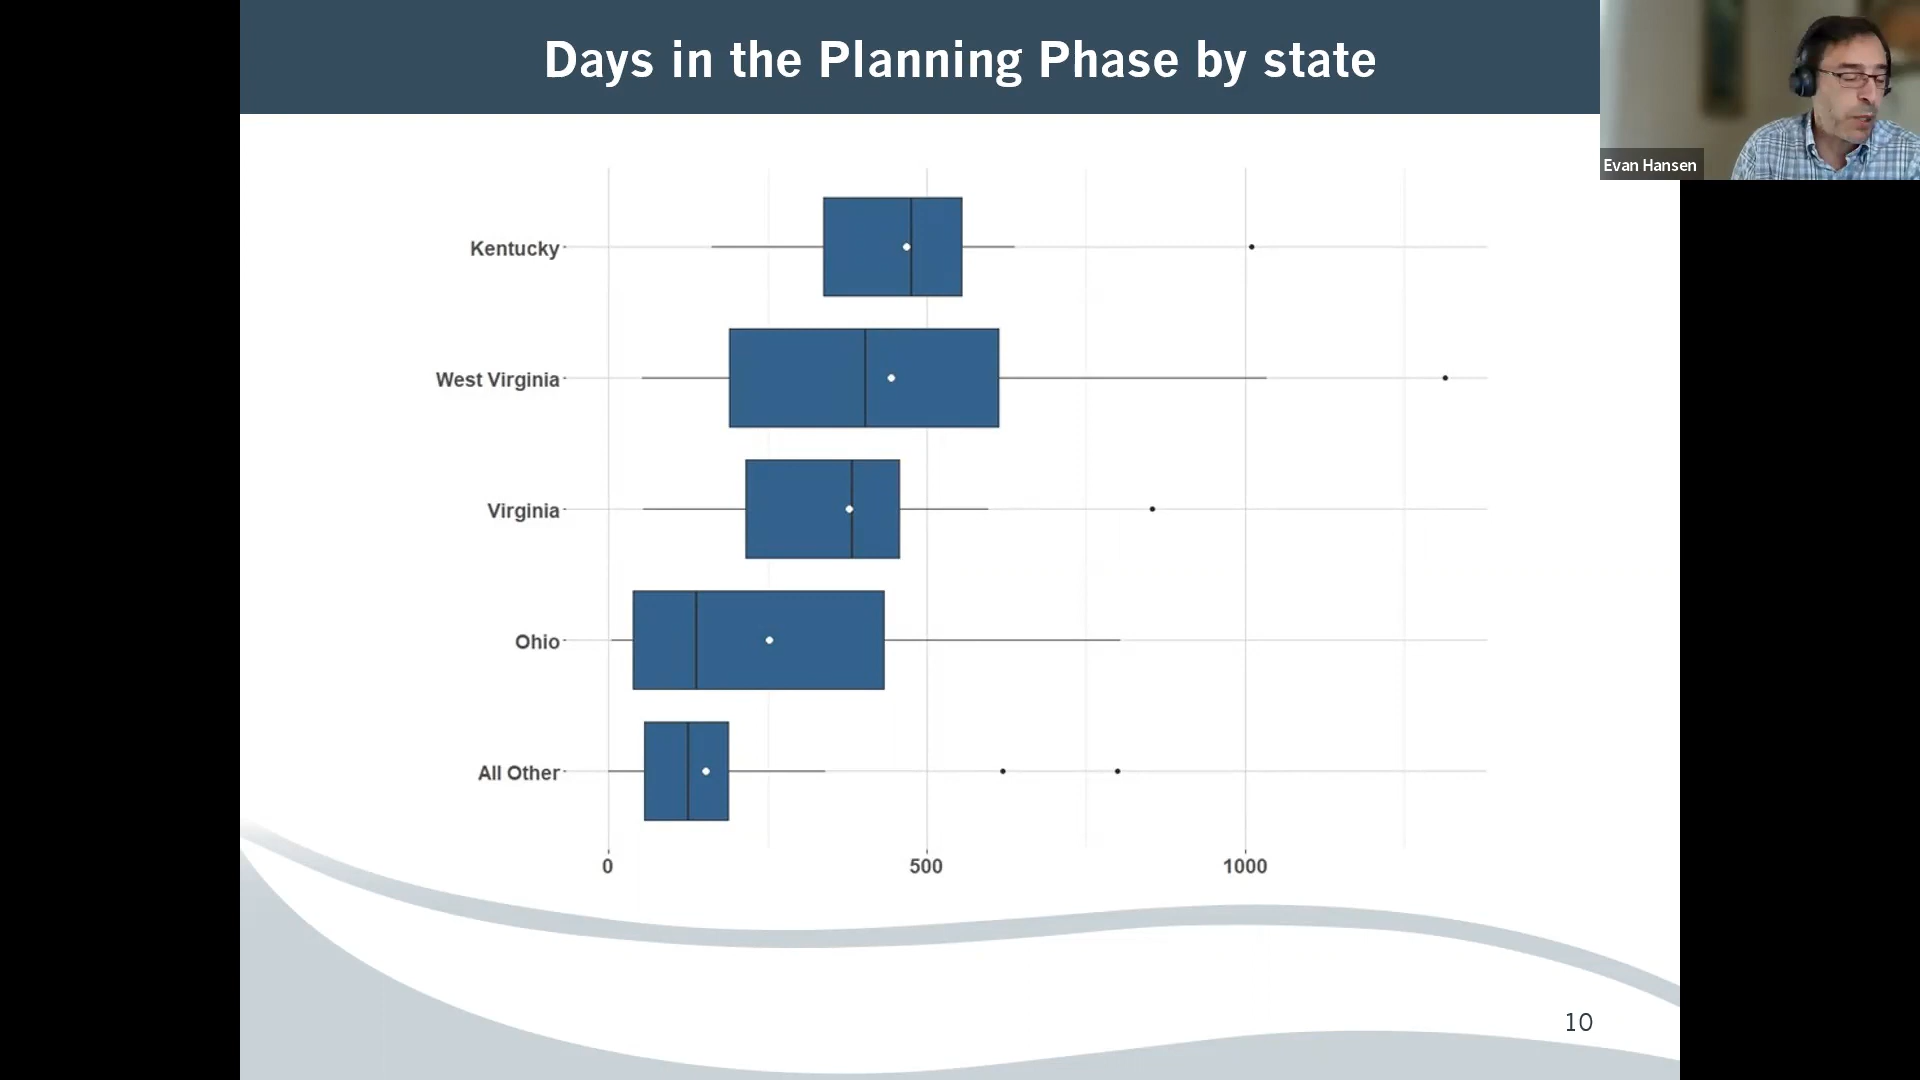 Days in the Planning Phase by state
Evan Hansen
Kentucky
West Virginia
Virginia
Ohio
All Other
0 500 1000
10